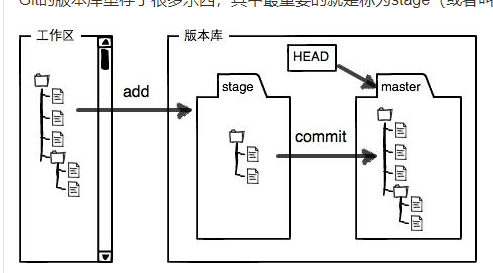 Git的版本库里存了很多东西，其中最重要的就是称为stage（或者叫
工作区
版本库
HEAD
add
stage
master
commit